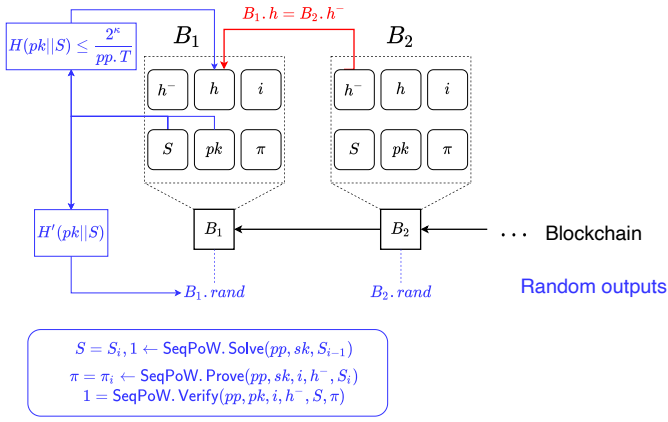 B₁.h = B₂.h⁻
H(pk||S) ≤ 2^κ / pp.T
B₁
B₂
h⁻ h i
h⁻ h i
S pk π
S pk π
H′(pk||S)
B₁
B₂
··· Blockchain
B₁.rand
B₂.rand
Random outputs
S = Sᵢ, 1 ← SeqPoW.Solve(pp, sk, Sᵢ₋₁)
π = πᵢ ← SeqPoW.Prove(pp, sk, i, h⁻, Sᵢ)
1 = SeqPoW.Verify(pp, pk, i, h⁻, S, π)